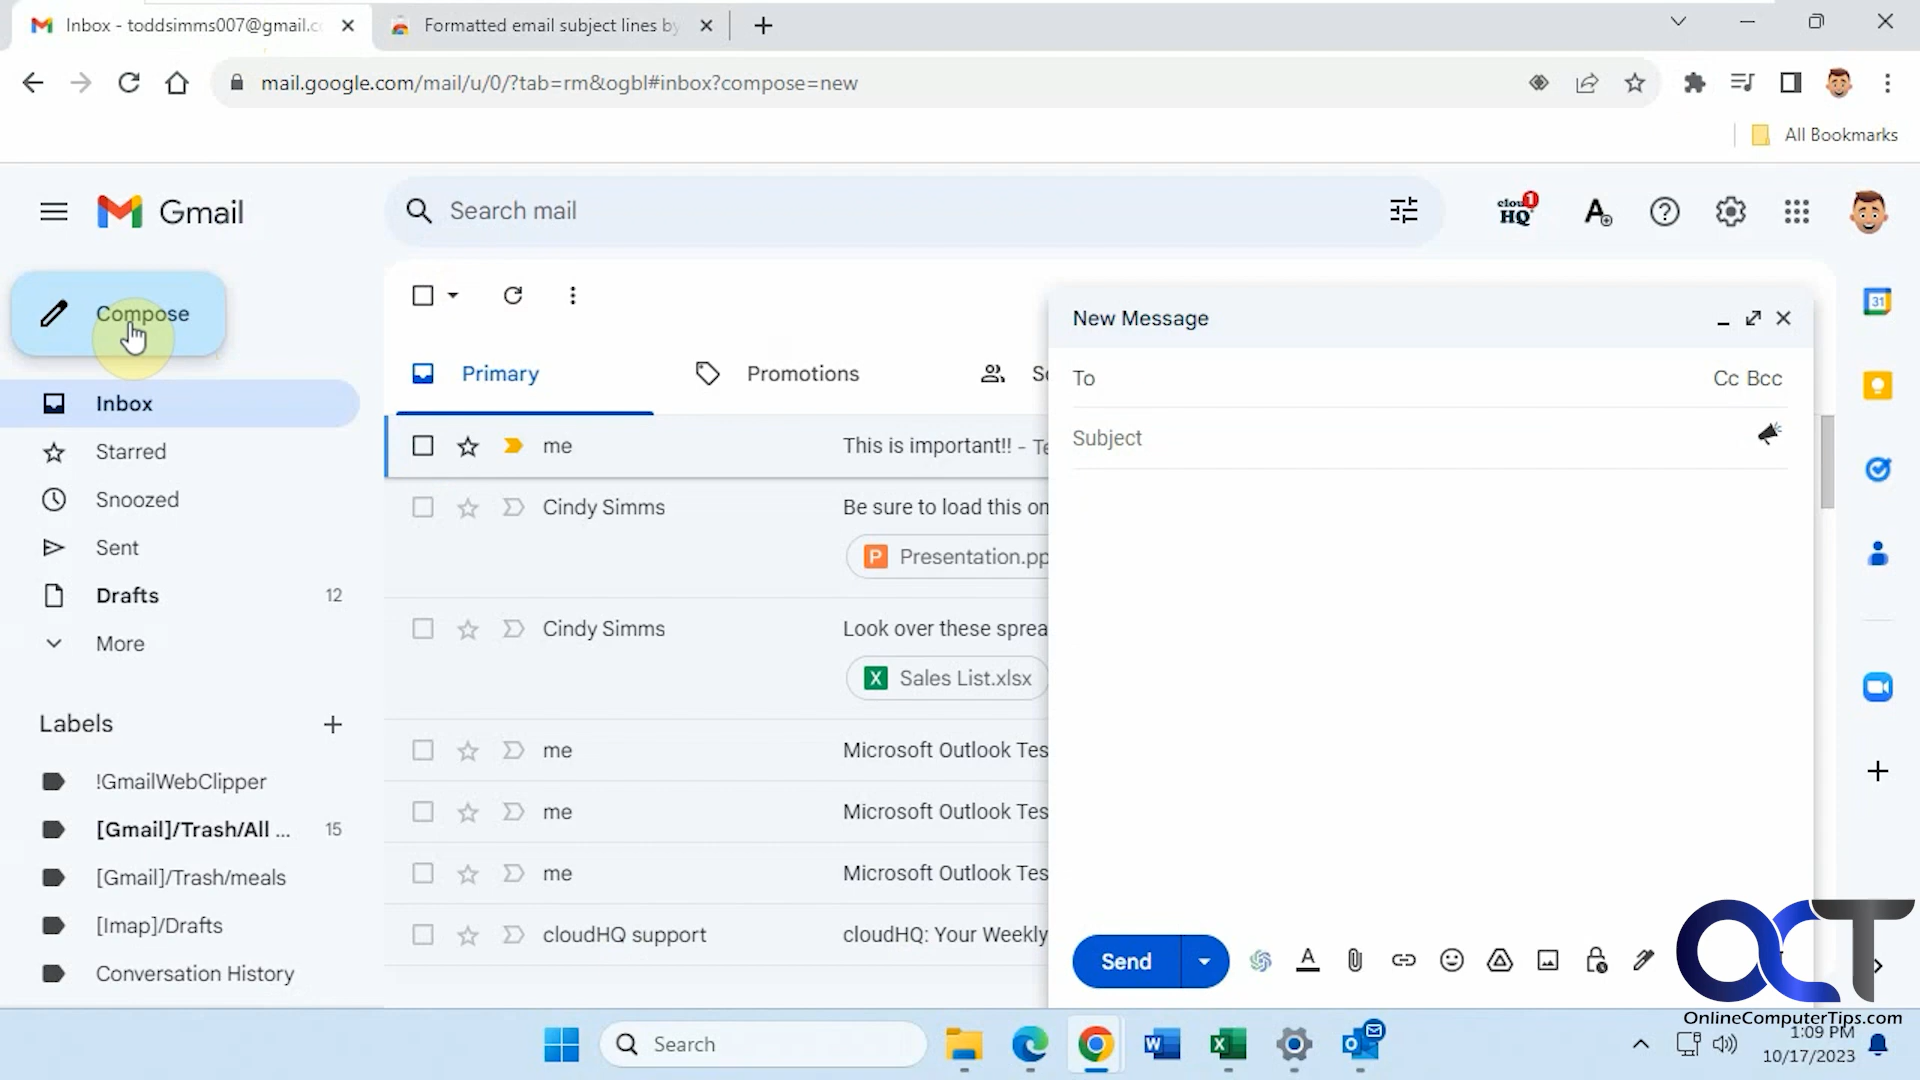 Inbox - toddsimms007@gmail.c
Formatted email subject lines by
mail.google.com/mail/u/0/?tab=rm&ogbl#inbox?compose=new
All Bookmarks
Gmail
Search mail
cloudHQ 1
Compose
Inbox
Starred
Snoozed
Sent
Drafts 12
More
Labels
!GmailWebClipper
[Gmail]/Trash/All ... 15
[Gmail]/Trash/meals
[Imap]/Drafts
Conversation History
Primary
Promotions
me This is important!! - Te
Cindy Simms Be sure to load this on
P Presentation.pp
Cindy Simms Look over these sprea
X Sales List.xlsx
me Microsoft Outlook Tes
me Microsoft Outlook Tes
me Microsoft Outlook Tes
cloudHQ support cloudHQ: Your Weekly
New Message
To Cc Bcc
Subject
Send
31
OCT
OnlineComputerTips.com
Search
1:09 PM
10/17/2023